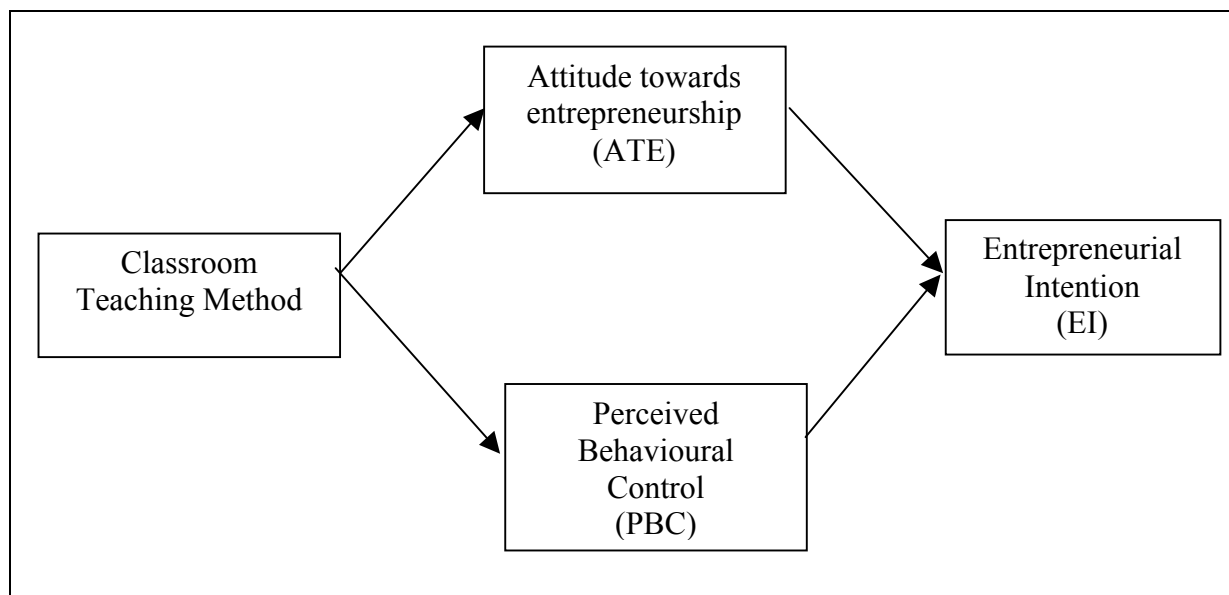 Attitude towards
entrepreneurship
(ATE)
Classroom
Teaching Method
Entrepreneurial
Intention
(EI)
Perceived
Behavioural
Control
(PBC)